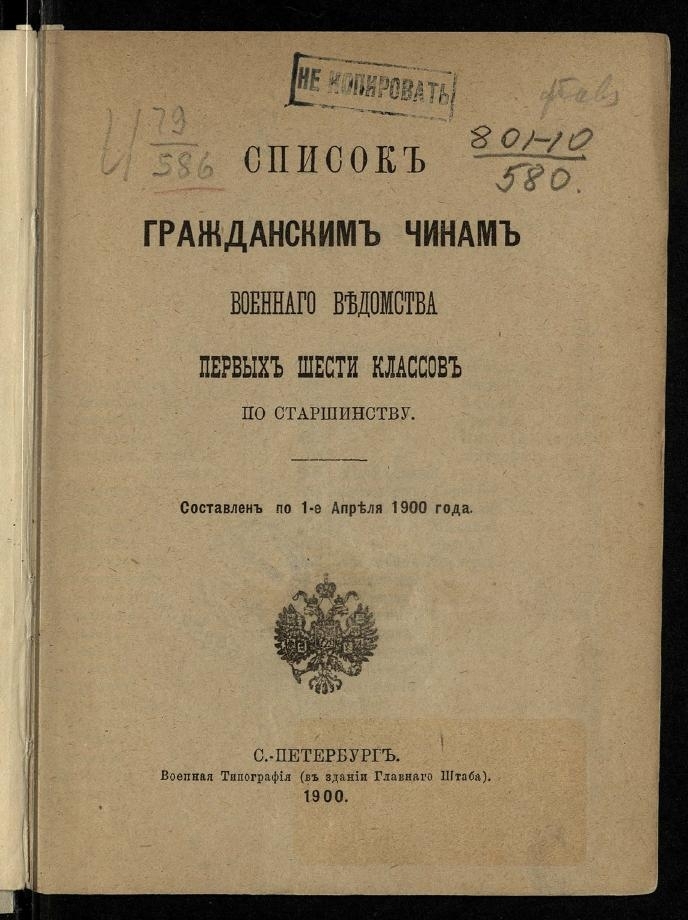 НЕ КОПИРОВАТЬ
79
586
801-10
580.
СПИСОКЪ
ГРАЖДАНСКИМЪ ЧИНАМЪ
ВОЕННАГО ВѢДОМСТВА
ПЕРВЫХЪ ШЕСТИ КЛАССОВЪ
ПО СТАРШИНСТВУ.
Составленъ по 1-е Апрѣля 1900 года.
С.-ПЕТЕРБУРГЪ.
Военная Типографія (въ зданіи Главнаго Штаба).
1900.